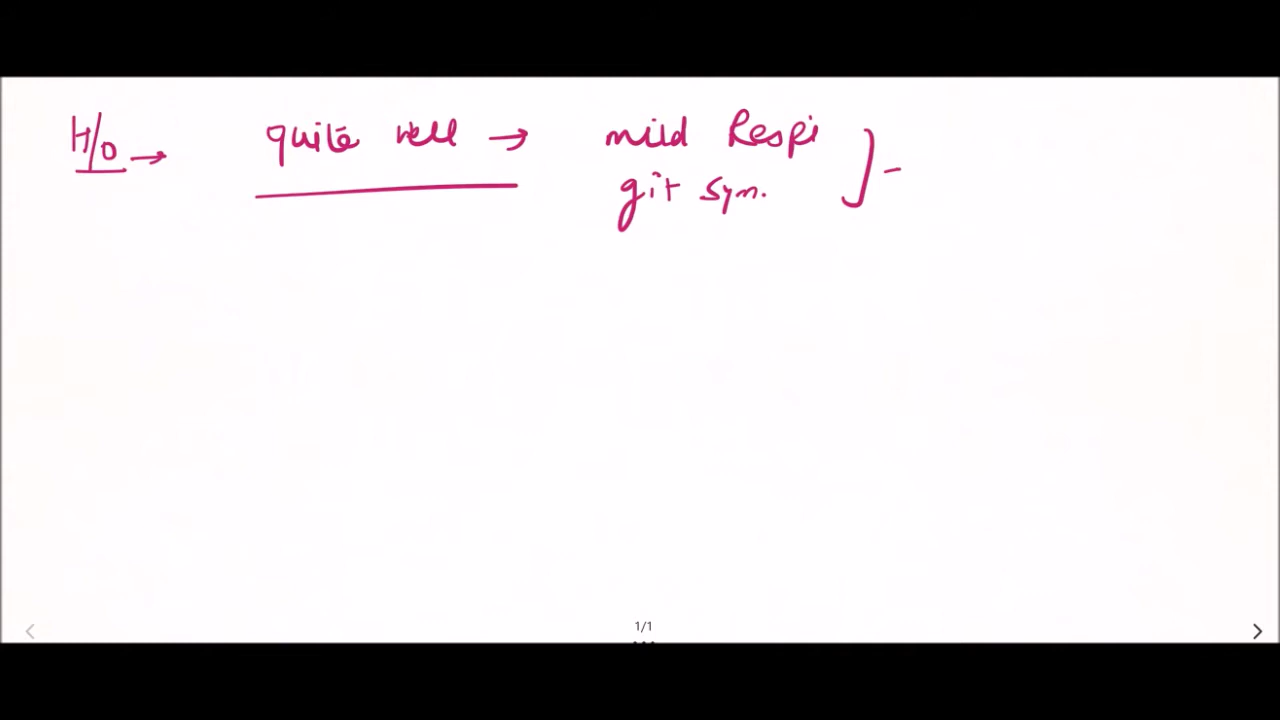 H/O → quite well → mild Respi
git sym. ] -
1/1